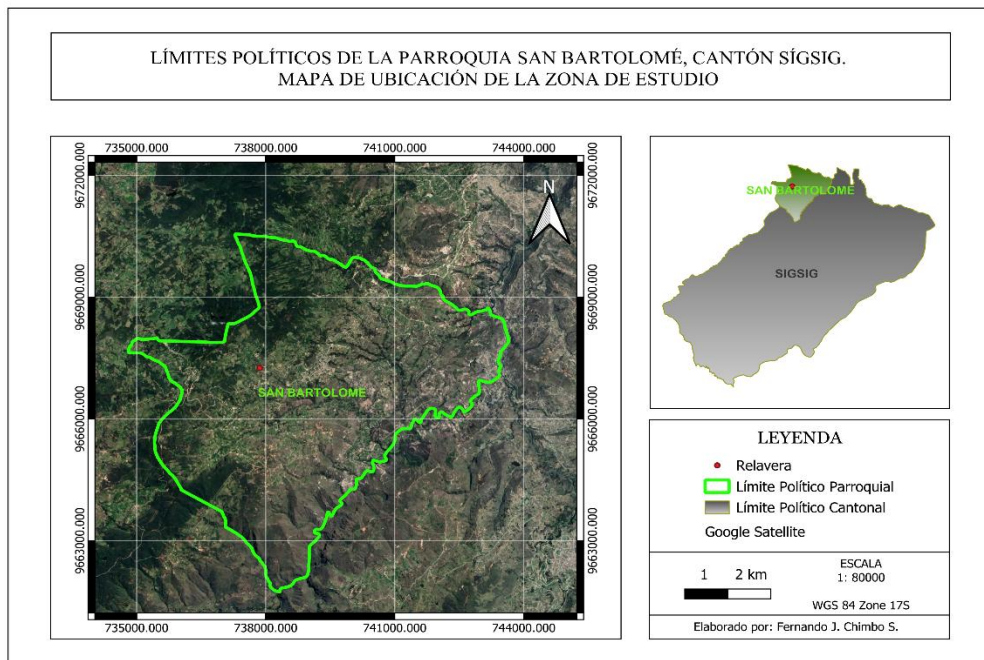 LÍMITES POLÍTICOS DE LA PARROQUIA SAN BARTOLOMÉ, CANTÓN SÍGSIG.
MAPA DE UBICACIÓN DE LA ZONA DE ESTUDIO
735000.000 738000.000 741000.000 744000.000
9672000.000 9672000.000
N
9669000.000 9669000.000
SAN BARTOLOME
9666000.000 9666000.000
9663000.000 9663000.000
735000.000 738000.000 741000.000 744000.000
SAN BARTOLOME
SIGSIG
LEYENDA
Relavera
Límite Político Parroquial
Límite Político Cantonal
Google Satellite
1 2 km
ESCALA
1: 80000
WGS 84 Zone 17S
Elaborado por: Fernando J. Chimbo S.